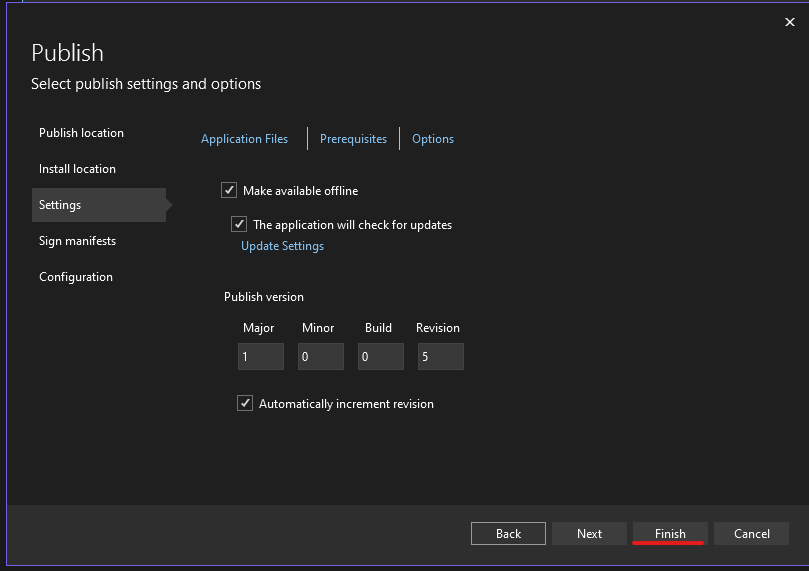 Publish
Select publish settings and options
Publish location
Install location
Settings
Sign manifests
Configuration
Application Files
Prerequisites
Options
Make available offline
The application will check for updates
Update Settings
Publish version
Major Minor Build Revision
1 0 0 5
Automatically increment revision
Back Next Finish Cancel